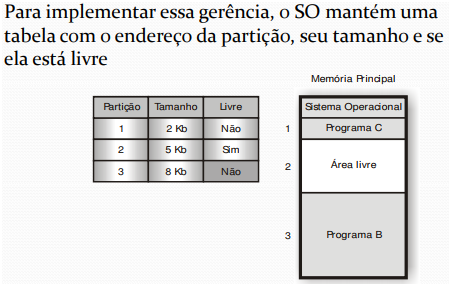 Para implementar essa gerência, o SO mantém uma
tabela com o endereço da partição, seu tamanho e se
ela está livre
Memória Principal
Partição Tamanho Livre
1 2 Kb Não
2 5 Kb Sim
3 8 Kb Não
Sistema Operacional
1 Programa C
2 Área livre
3 Programa B